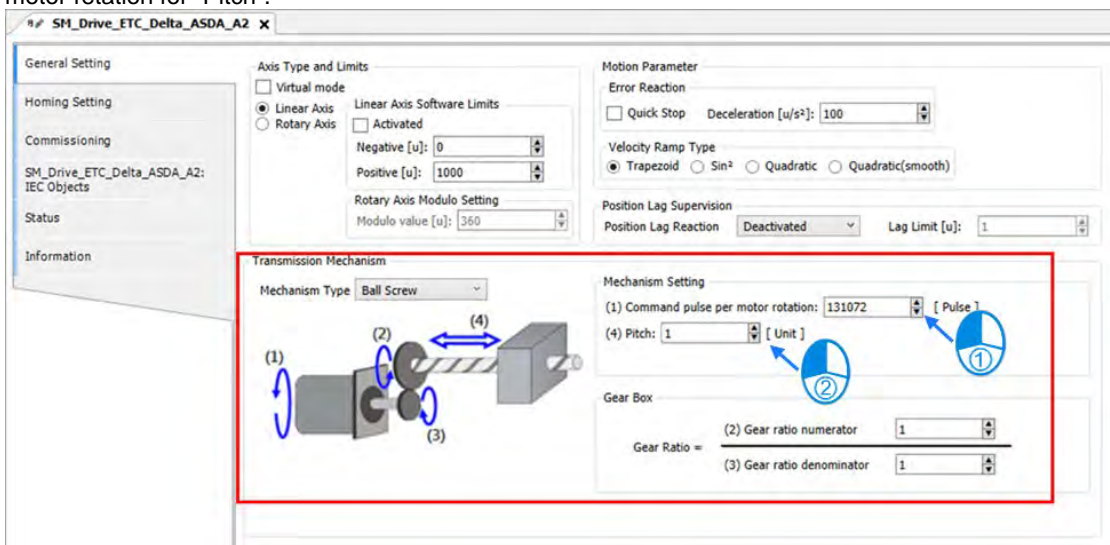 motor rotation for "Pitch".
SM_Drive_ETC_Delta_ASDA_A2 X
General Setting
Homing Setting
Commissioning
SM_Drive_ETC_Delta_ASDA_A2:
IEC Objects
Status
Information
Axis Type and Limits
Virtual mode
Linear Axis
Rotary Axis
Linear Axis Software Limits
Activated
Negative [u]: 0
Positive [u]: 1000
Rotary Axis Modulo Setting
Modulo value [u]: 360
Motion Parameter
Error Reaction
Quick Stop Deceleration [u/s²]: 100
Velocity Ramp Type
Trapezoid Sin² Quadratic Quadratic(smooth)
Position Lag Supervision
Position Lag Reaction Deactivated Lag Limit [u]: 1
Transmission Mechanism
Mechanism Type Ball Screw
(1)
(2)
(4)
(3)
Mechanism Setting
(1) Command pulse per motor rotation: 131072 [ Pulse ]
①
(4) Pitch: 1 [ Unit ]
②
Gear Box
Gear Ratio =
(2) Gear ratio numerator 1
(3) Gear ratio denominator 1